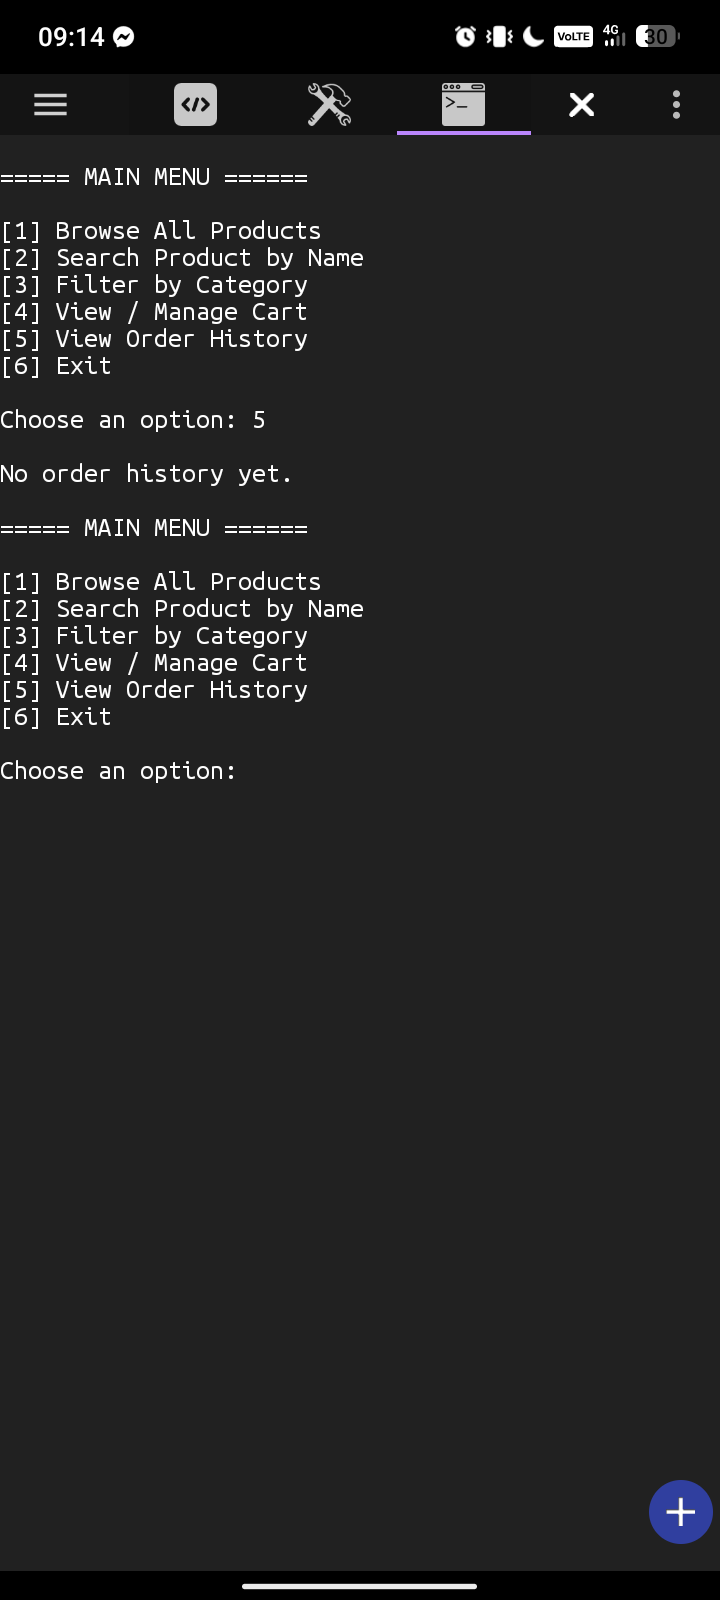 09:14
VoLTE 4G 30
===== MAIN MENU ======
[1] Browse All Products
[2] Search Product by Name
[3] Filter by Category
[4] View / Manage Cart
[5] View Order History
[6] Exit
Choose an option: 5
No order history yet.
===== MAIN MENU ======
[1] Browse All Products
[2] Search Product by Name
[3] Filter by Category
[4] View / Manage Cart
[5] View Order History
[6] Exit
Choose an option: